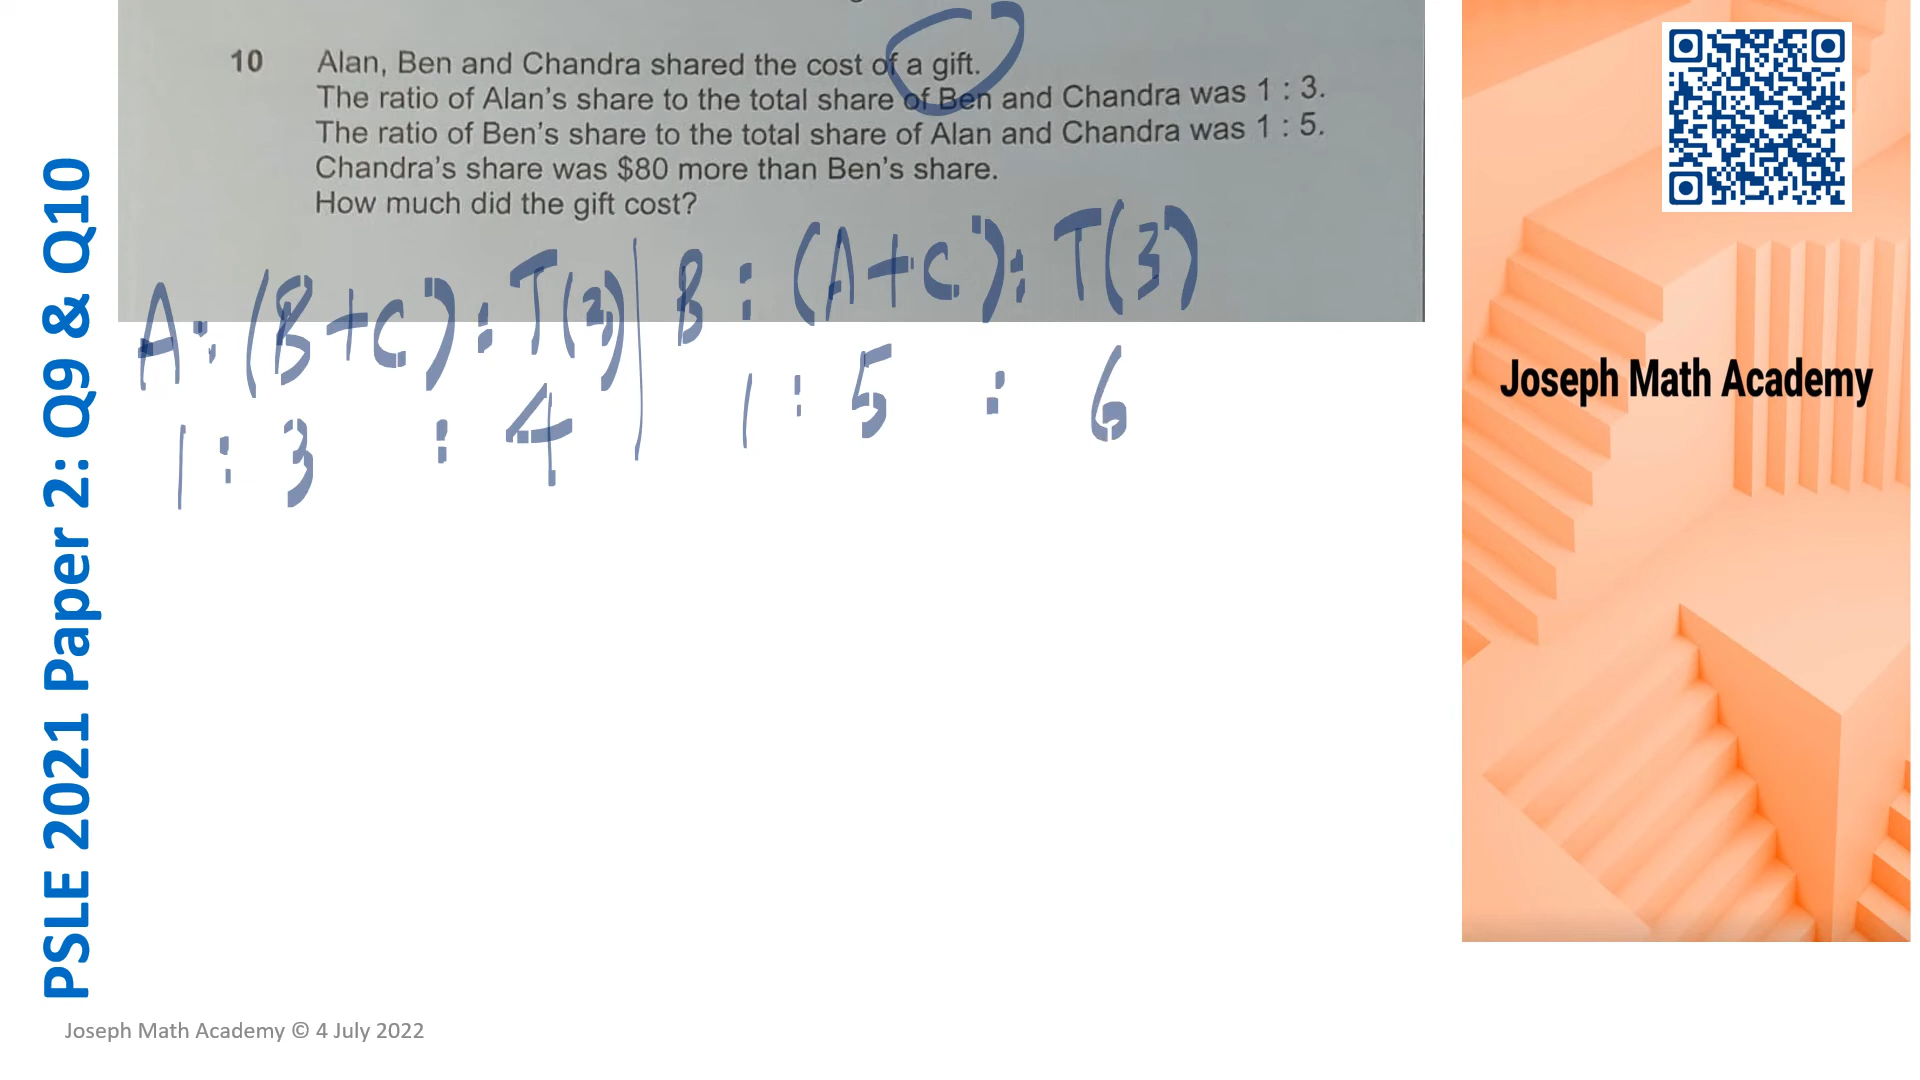 10 Alan, Ben and Chandra shared the cost of a gift.
The ratio of Alan's share to the total share of Ben and Chandra was 1 : 3.
The ratio of Ben's share to the total share of Alan and Chandra was 1 : 5.
Chandra's share was $80 more than Ben's share.
How much did the gift cost?
A : (B+C) : T(3) | B : (A+C) : T(3)
1 : 3 : 4 | 1 : 5 : 6
PSLE 2021 Paper 2: Q9 & Q10
Joseph Math Academy
Joseph Math Academy © 4 July 2022